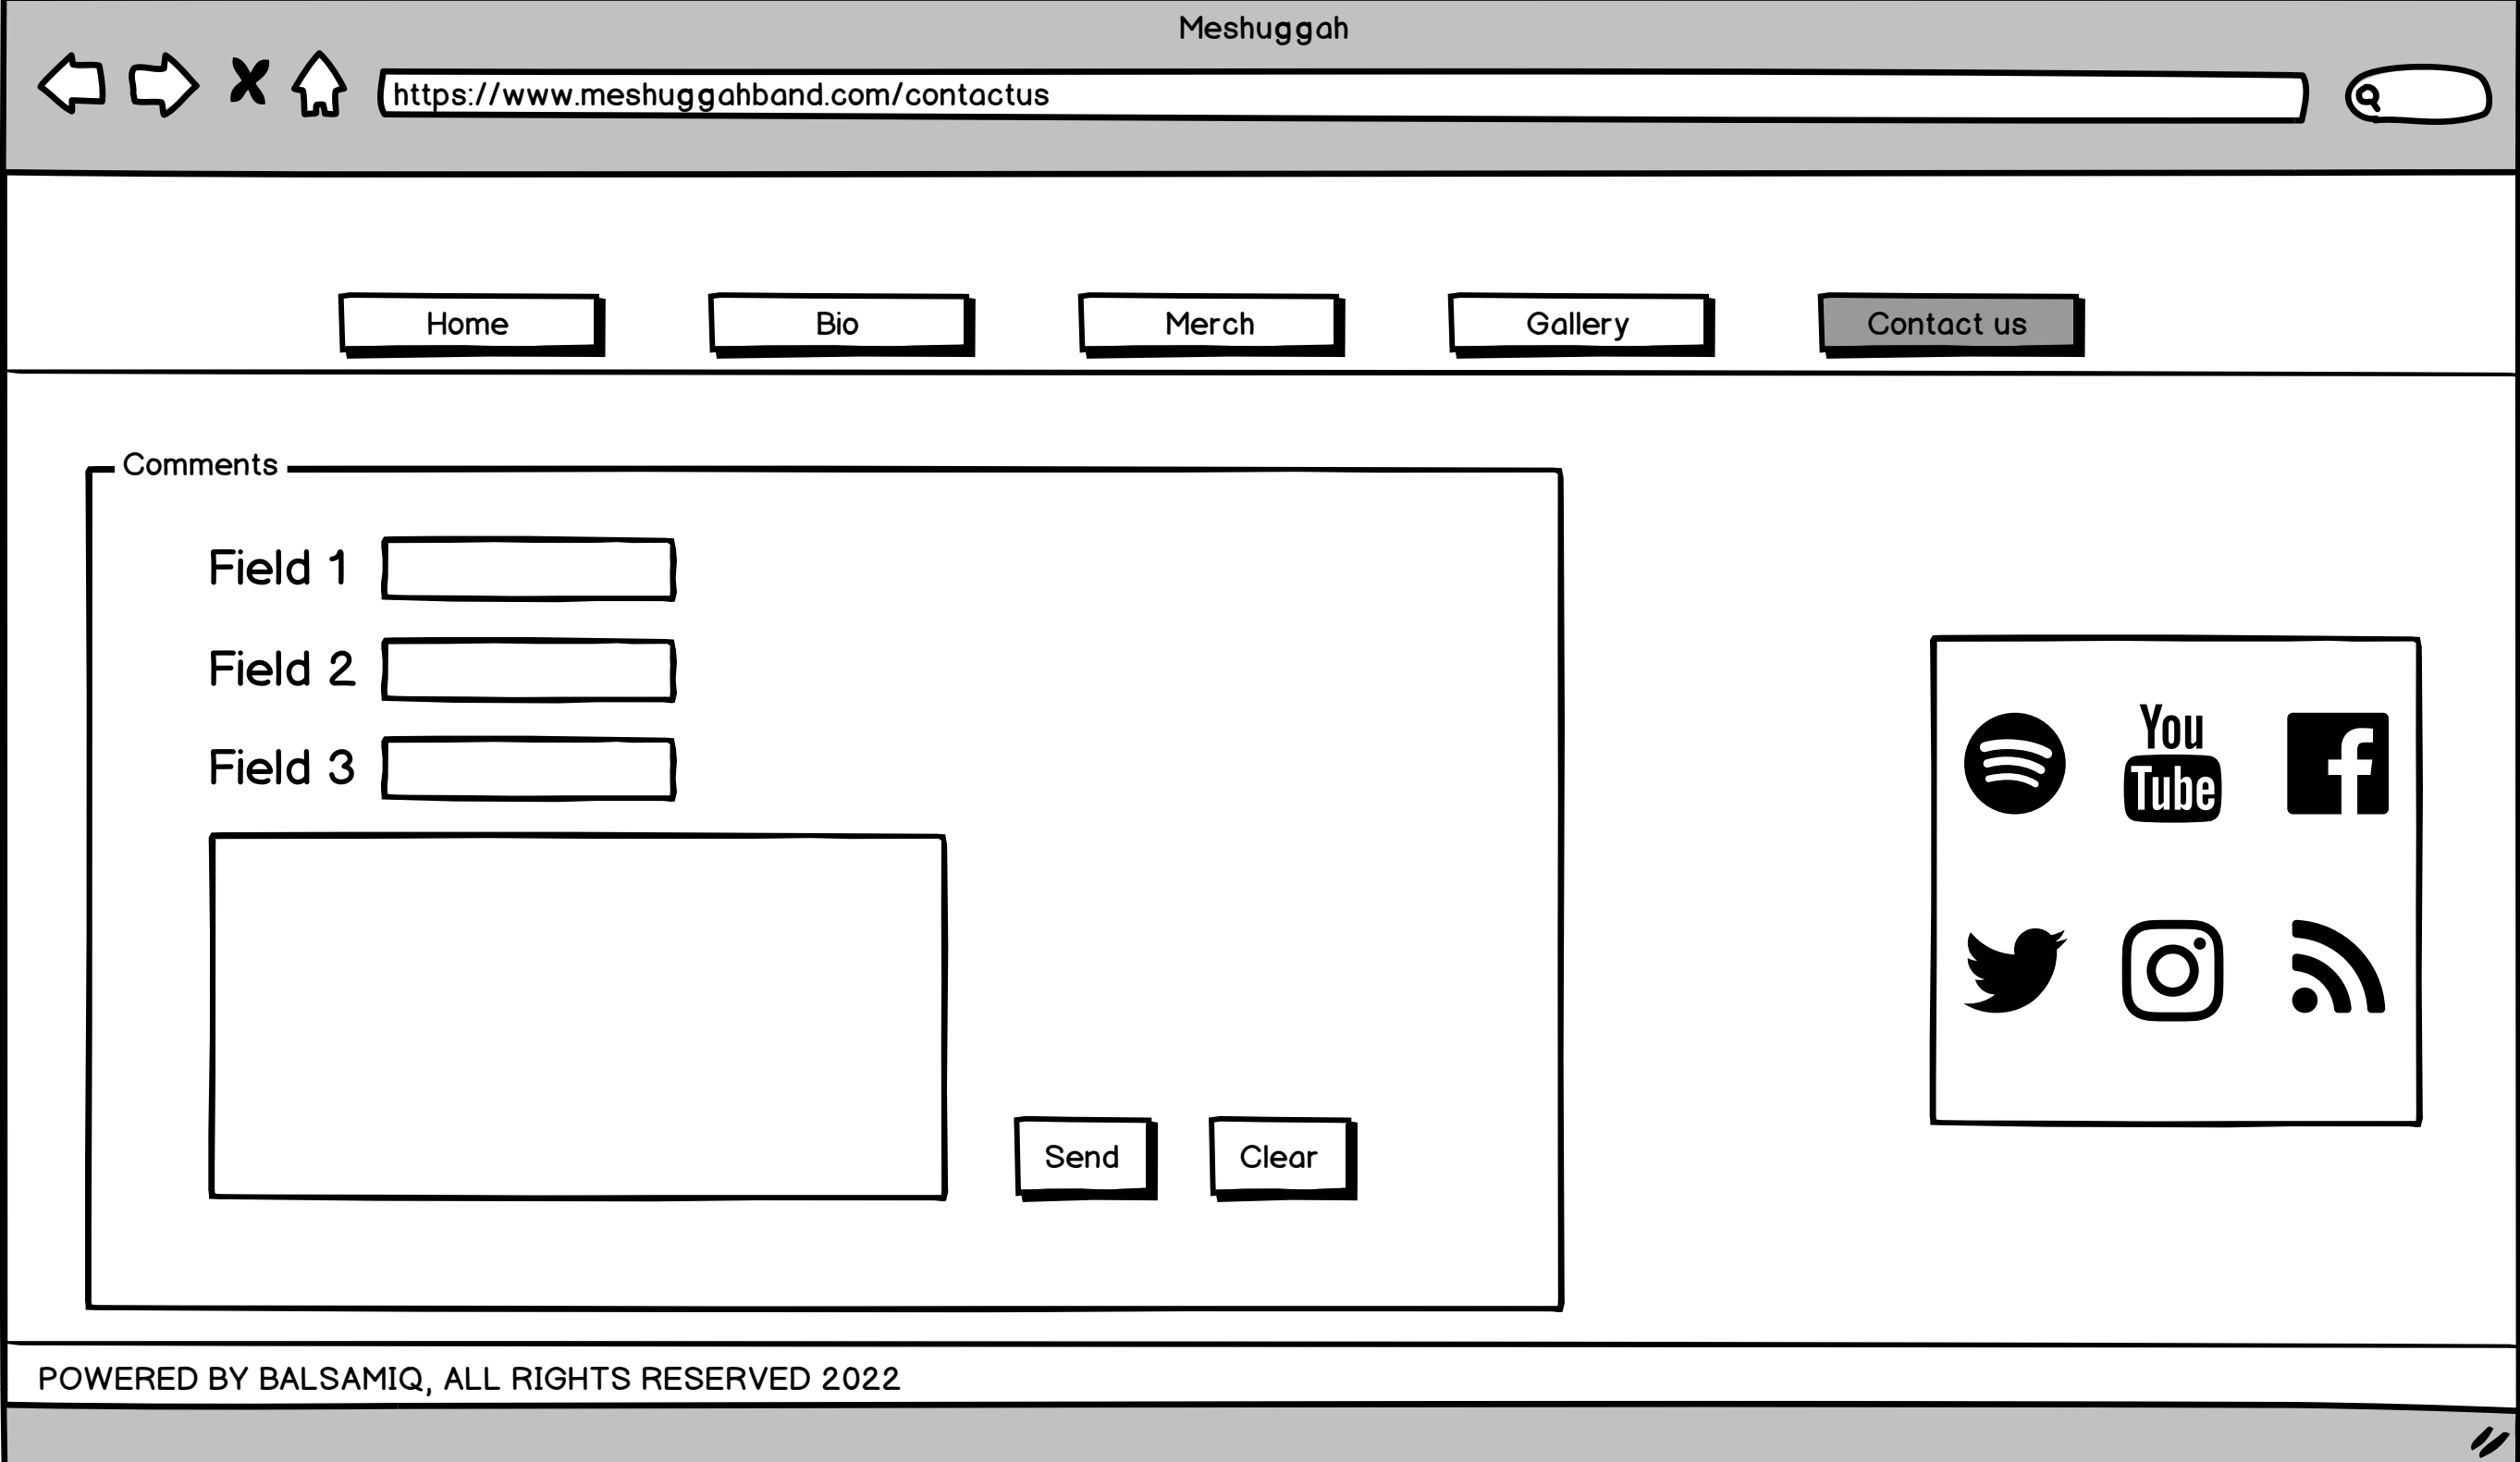 Meshuggah
https://www.meshuggahband.com/contactus
Home Bio Merch Gallery Contact us
Comments
Field 1
Field 2
Field 3
You
Tube
Send Clear
POWERED BY BALSAMIQ, ALL RIGHTS RESERVED 2022